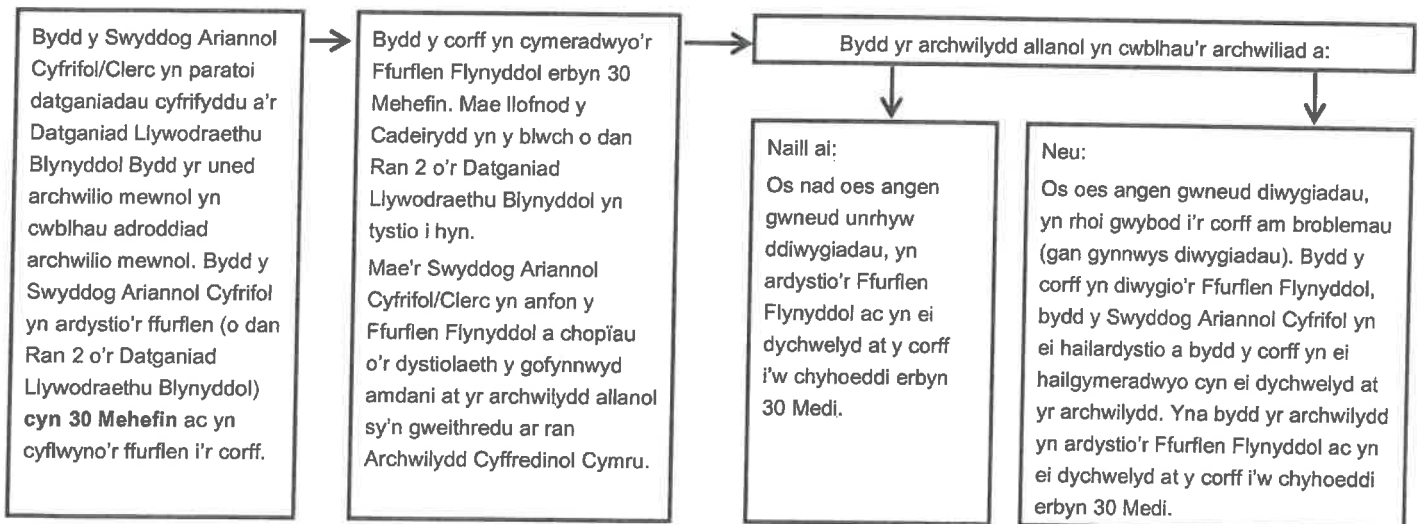 Bydd y Swyddog Ariannol
Cyfrifol/Clerc yn paratoi
datganiadau cyfrifyddu a'r
Datganiad Llywodraethu
Blynyddol Bydd yr uned
archwilio mewnol yn
cwblhau adroddiad
archwilio mewnol. Bydd y
Swyddog Ariannol Cyfrifol
yn ardystio'r ffurflen (o dan
Ran 2 o'r Datganiad
Llywodraethu Blynyddol)
cyn 30 Mehefin ac yn
cyflwyno'r ffurflen i'r corff.
Bydd y corff yn cymeradwyo'r
Ffurflen Flynyddol erbyn 30
Mehefin. Mae llofnod y
Cadeirydd yn y blwch o dan
Ran 2 o'r Datganiad
Llywodraethu Blynyddol yn
tystio i hyn.
Mae'r Swyddog Ariannol
Cyfrifol/Clerc yn anfon y
Ffurflen Flynyddol a chopïau
o'r dystiolaeth y gofynnwyd
amdani at yr archwilydd allanol
sy'n gweithredu ar ran
Archwilydd Cyffredinol Cymru.
Bydd yr archwilydd allanol yn cwblhau'r archwiliad a:
Naill ai:
Os nad oes angen
gwneud unrhyw
ddiwygiadau, yn
ardystio'r Ffurflen
Flynyddol ac yn ei
dychwelyd at y corff
i'w chyhoeddi erbyn
30 Medi.
Neu:
Os oes angen gwneud diwygiadau,
yn rhoi gwybod i'r corff am broblemau
(gan gynnwys diwygiadau). Bydd y
corff yn diwygio'r Ffurflen Flynyddol,
bydd y Swyddog Ariannol Cyfrifol yn
ei hailardystio a bydd y corff yn ei
hailgymeradwyo cyn ei dychwelyd at
yr archwilydd. Yna bydd yr archwilydd
yn ardystio'r Ffurflen Flynyddol ac yn
ei dychwelyd at y corff i'w chyhoeddi
erbyn 30 Medi.